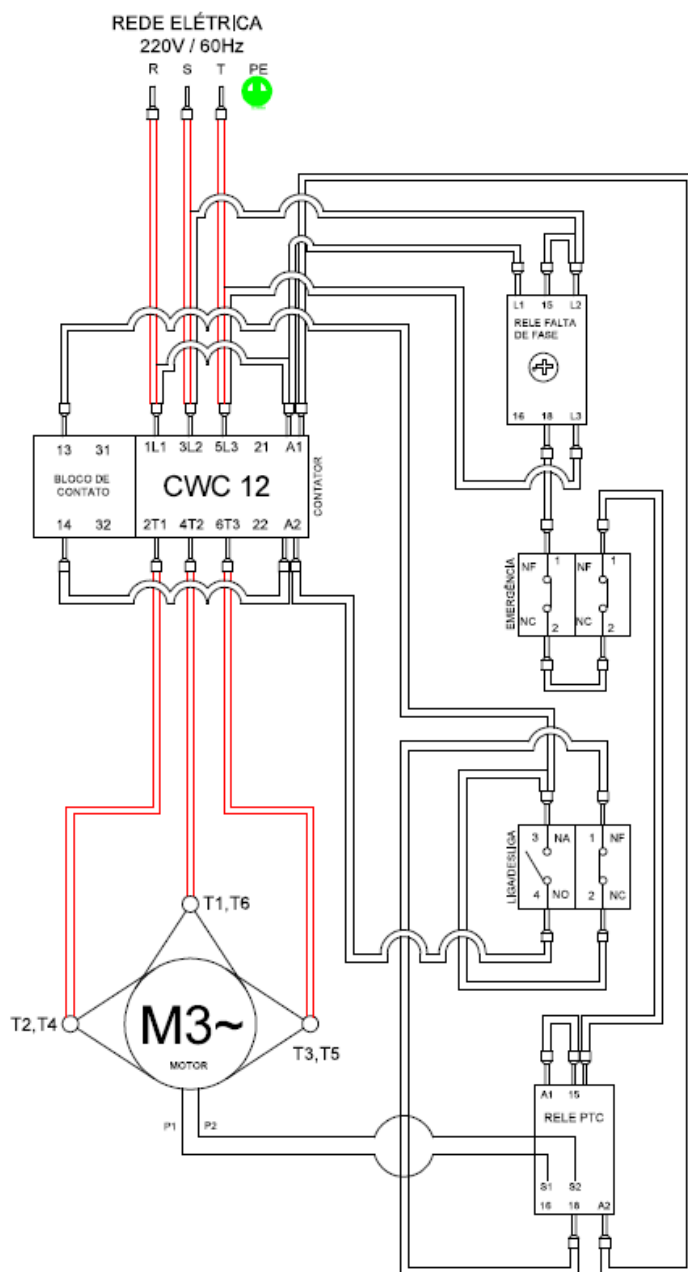 REDE ELÉTRICA
220V / 60Hz
R S T PE
L1 15 L2
RELE FALTA
DE FASE
16 18 L3
13 31 1L1 3L2 5L3 21 A1
BLOCO DE
CONTATO
CWC 12
CONTATOR
14 32 2T1 4T2 6T3 22 A2
EMERGÊNCIA
NF 1 NF 1
NC 2 NC 2
LIGA/DESLIGA
3 NA 1 NF
4 NO 2 NC
T1,T6
M3~
MOTOR
T2,T4
T3,T5
P1 P2
A1 15
RELE PTC
S1 S2
16 18 A2